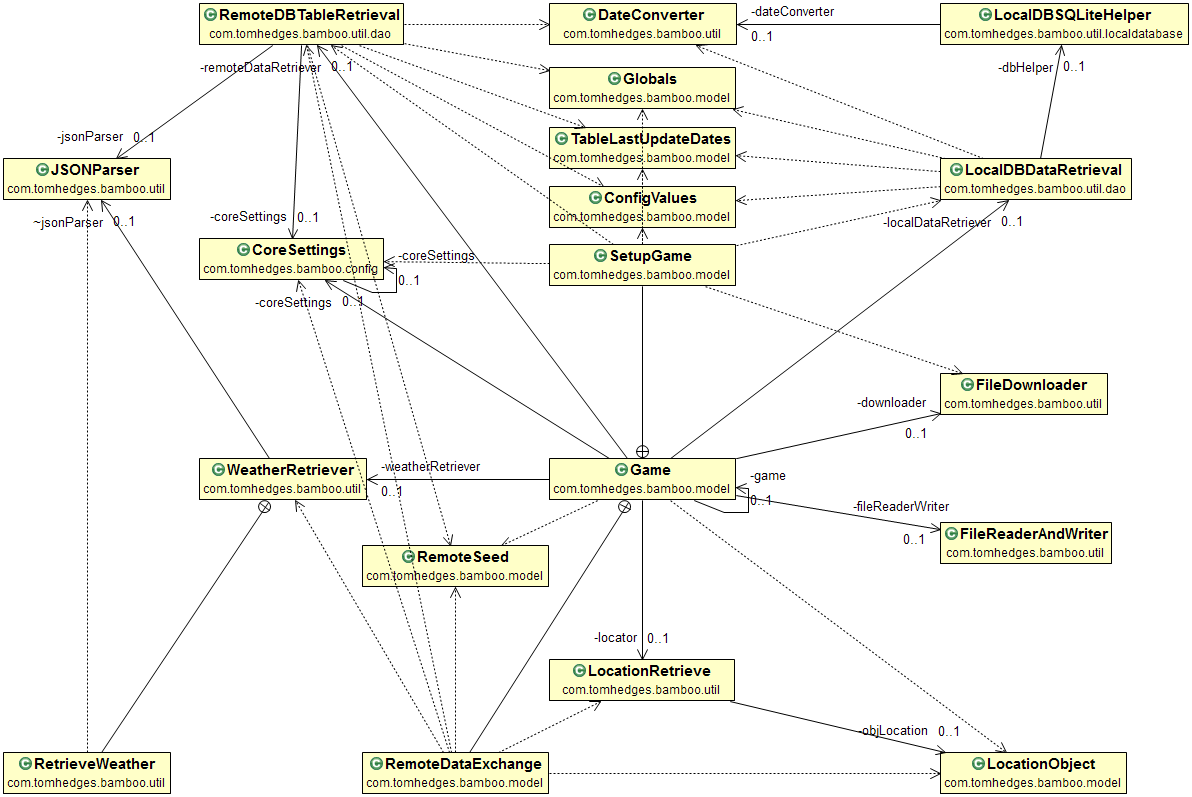 RemoteDBTableRetrieval
com.tomhedges.bamboo.util.dao
DateConverter
com.tomhedges.bamboo.util
-dateConverter
0..1
LocalDBSQLiteHelper
com.tomhedges.bamboo.util.localdatabase
-remoteDataRetriever 0..1
Globals
com.tomhedges.bamboo.model
-dbHelper 0..1
-jsonParser 0..1
TableLastUpdateDates
com.tomhedges.bamboo.model
JSONParser
com.tomhedges.bamboo.util
ConfigValues
com.tomhedges.bamboo.model
LocalDBDataRetrieval
com.tomhedges.bamboo.util.dao
~jsonParser 0..1
-coreSettings 0..1
-localDataRetriever 0..1
CoreSettings
com.tomhedges.bamboo.config
-coreSettings
0..1
SetupGame
com.tomhedges.bamboo.model
-coreSettings 0..1
FileDownloader
com.tomhedges.bamboo.util
-downloader
0..1
WeatherRetriever
com.tomhedges.bamboo.util
-weatherRetriever
0..1
Game
com.tomhedges.bamboo.model
-game
0..1
-fileReaderWriter
0..1
FileReaderAndWriter
com.tomhedges.bamboo.util
RemoteSeed
com.tomhedges.bamboo.model
-locator 0..1
LocationRetrieve
com.tomhedges.bamboo.util
-objLocation 0..1
RetrieveWeather
com.tomhedges.bamboo.util
RemoteDataExchange
com.tomhedges.bamboo.model
LocationObject
com.tomhedges.bamboo.model